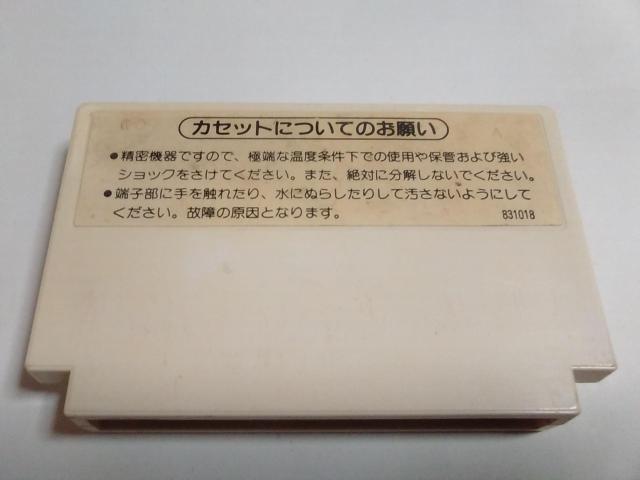 カセットについてのお願い
●精密機器ですので、極端な温度条件下での使用や保管および強い
ショックをさけてください。また、絶対に分解しないでください。
●端子部に手を触れたり、水にぬらしたりして汚さないようにして
ください。故障の原因となります。
831018